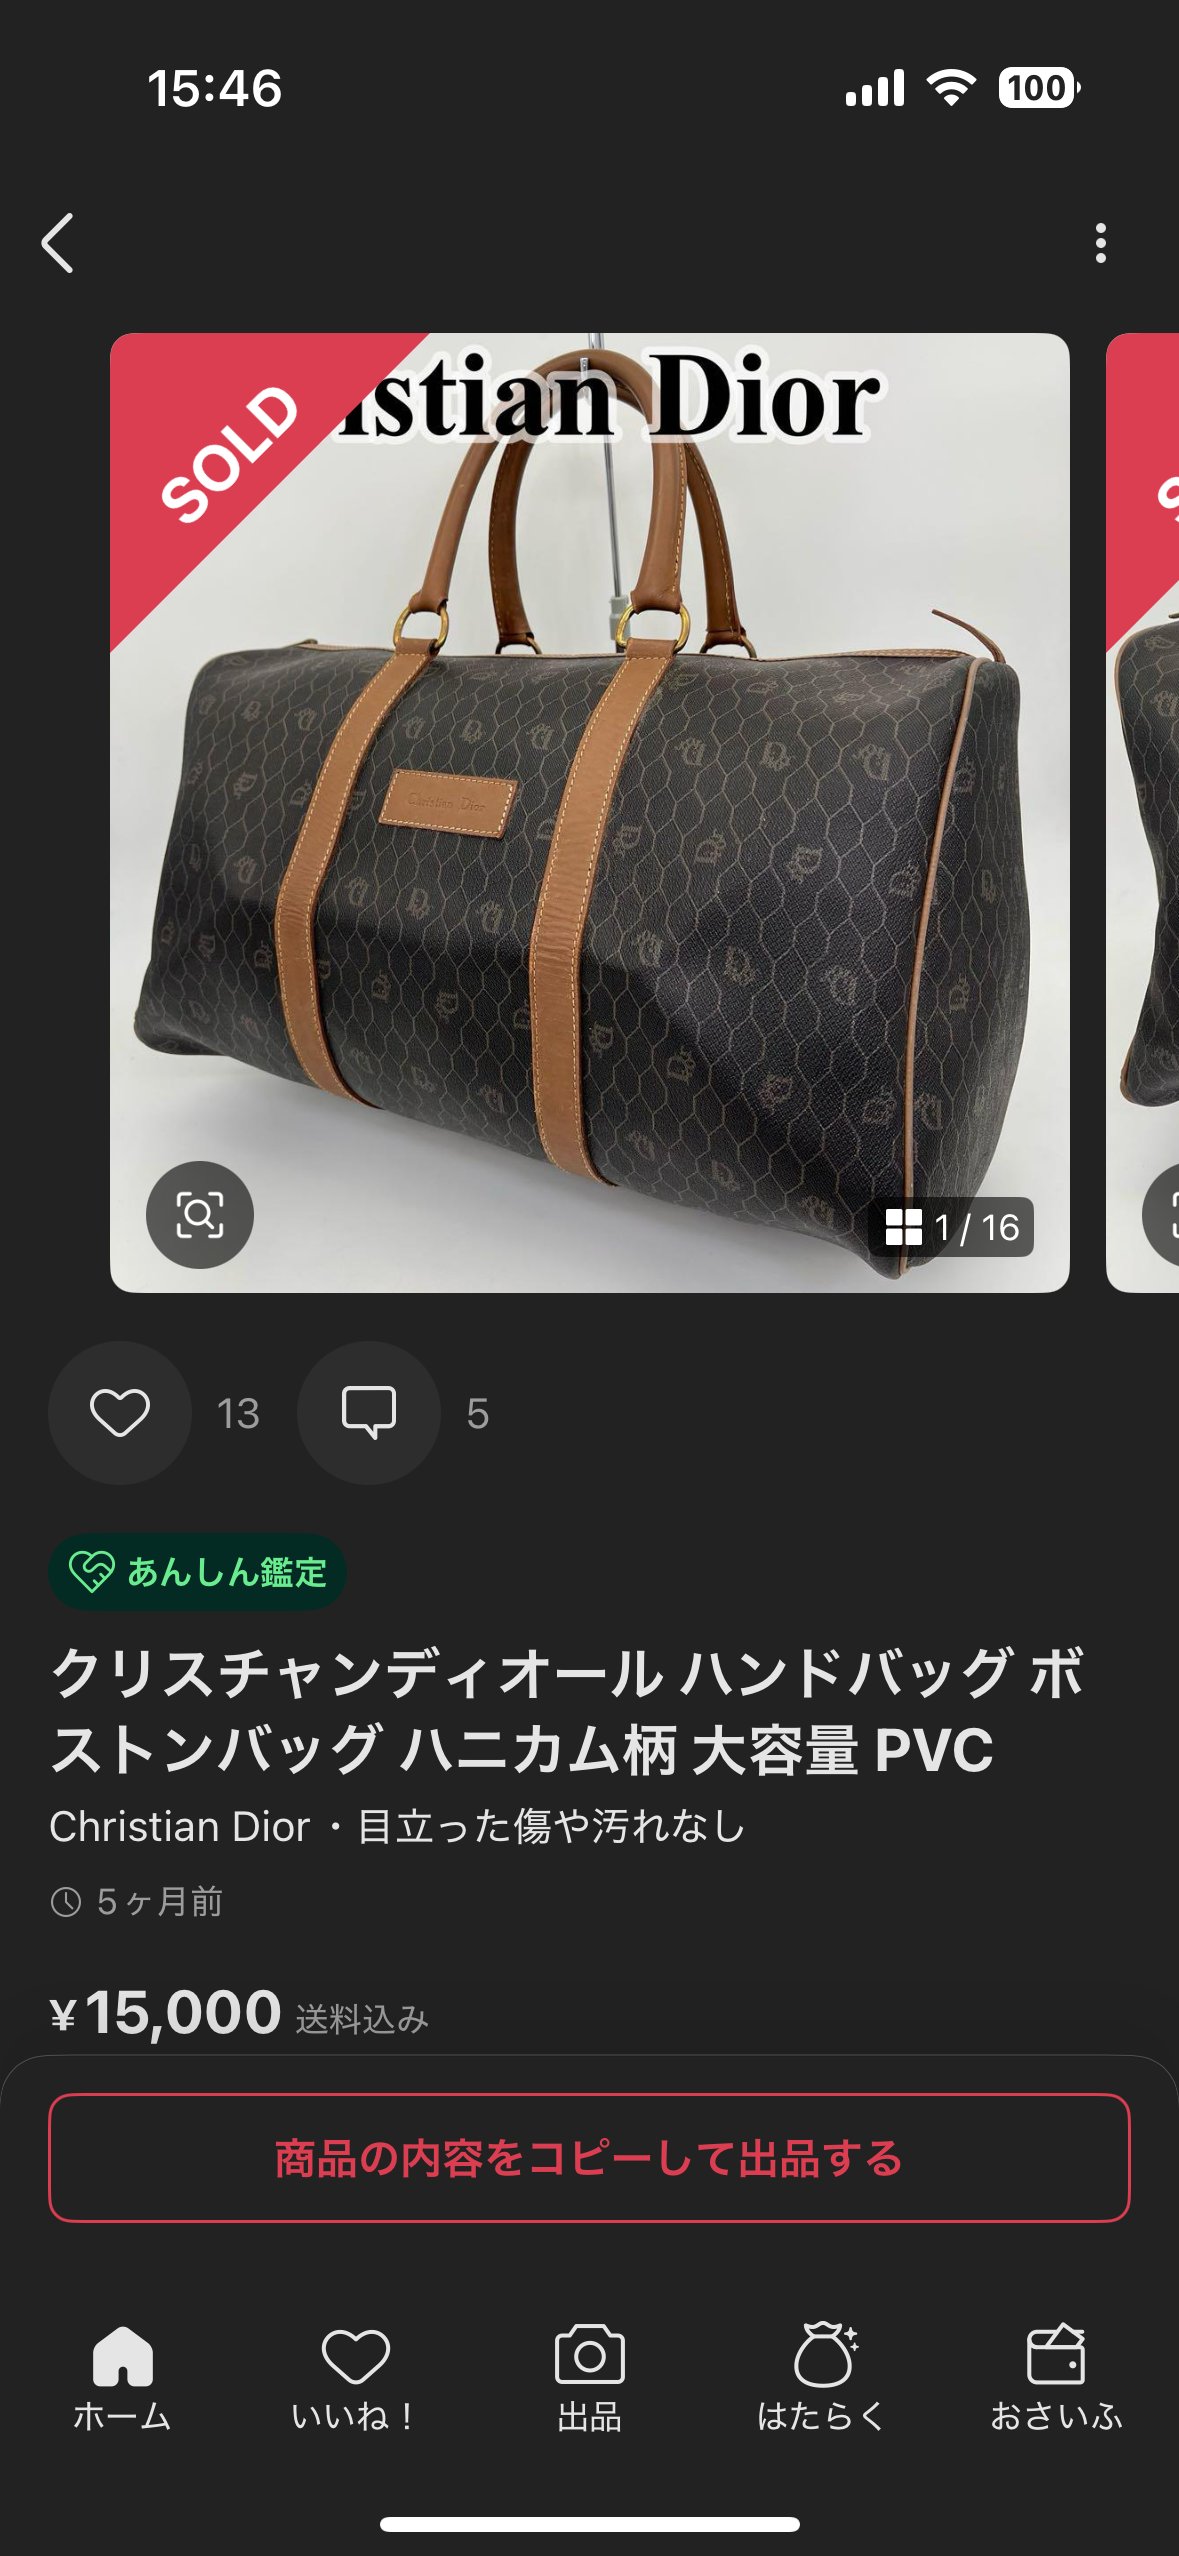 15:46
100
SOLD
istian Dior
Christian Dior
1 / 16
13
5
あんしん鑑定
クリスチャンディオール ハンドバッグ ボ
ストンバッグ ハニカム柄 大容量 PVC
Christian Dior・目立った傷や汚れなし
5ヶ月前
¥15,000 送料込み
商品の内容をコピーして出品する
ホーム
いいね！
出品
はたらく
おさいふ